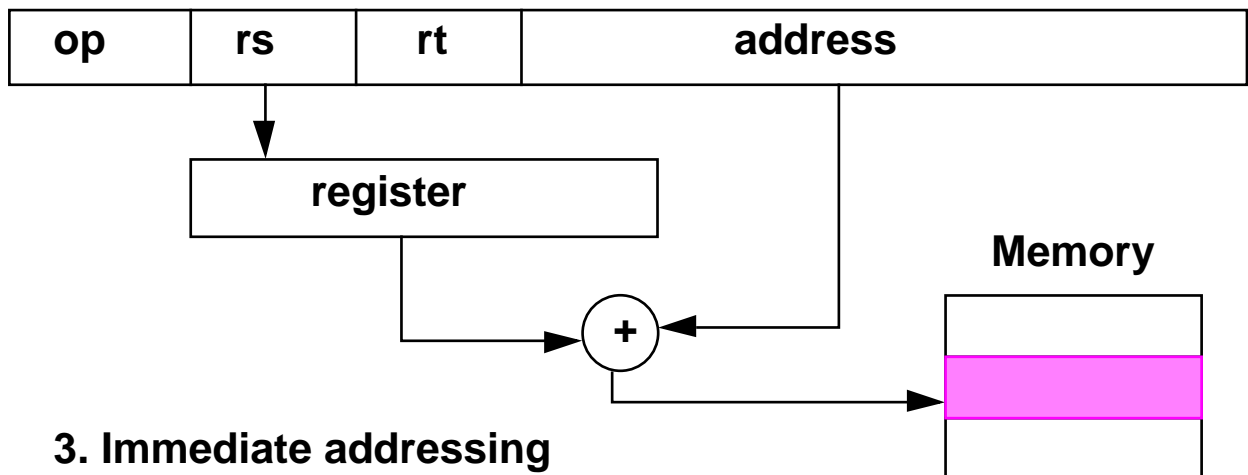 op rs rt address
register
Memory
+
3. Immediate addressing